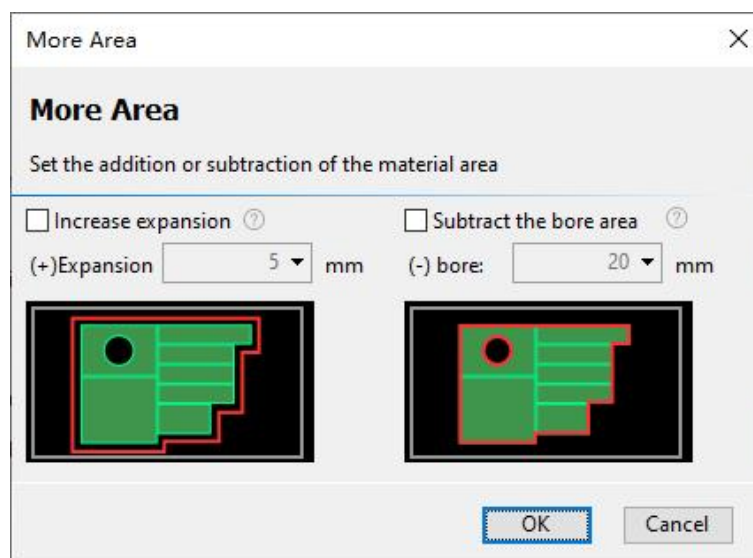 More Area
More Area
Set the addition or subtraction of the material area
Increase expansion ?
Subtract the bore area ?
(+)Expansion 5 mm
(-) bore: 20 mm
OK
Cancel